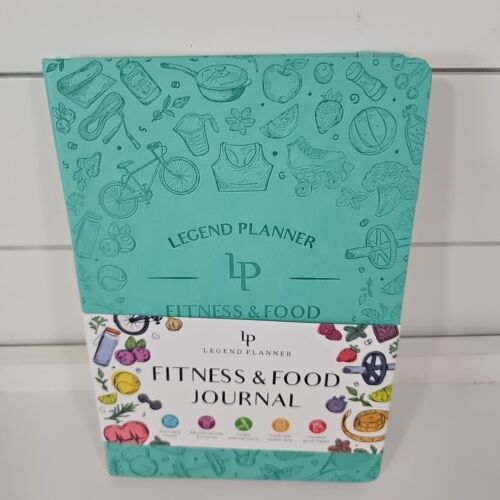 LEGEND PLANNER
LP
FITNESS & FOOD
LP
LEGEND PLANNER
FITNESS & FOOD
JOURNAL